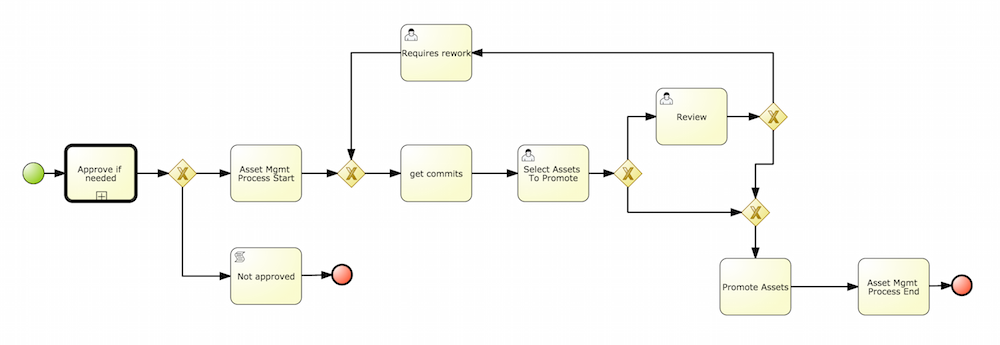 Requires rework
Review
Approve if
needed
Asset Mgmt
Process Start
get commits
Select Assets
To Promote
Not approved
Promote Assets
Asset Mgmt
Process End